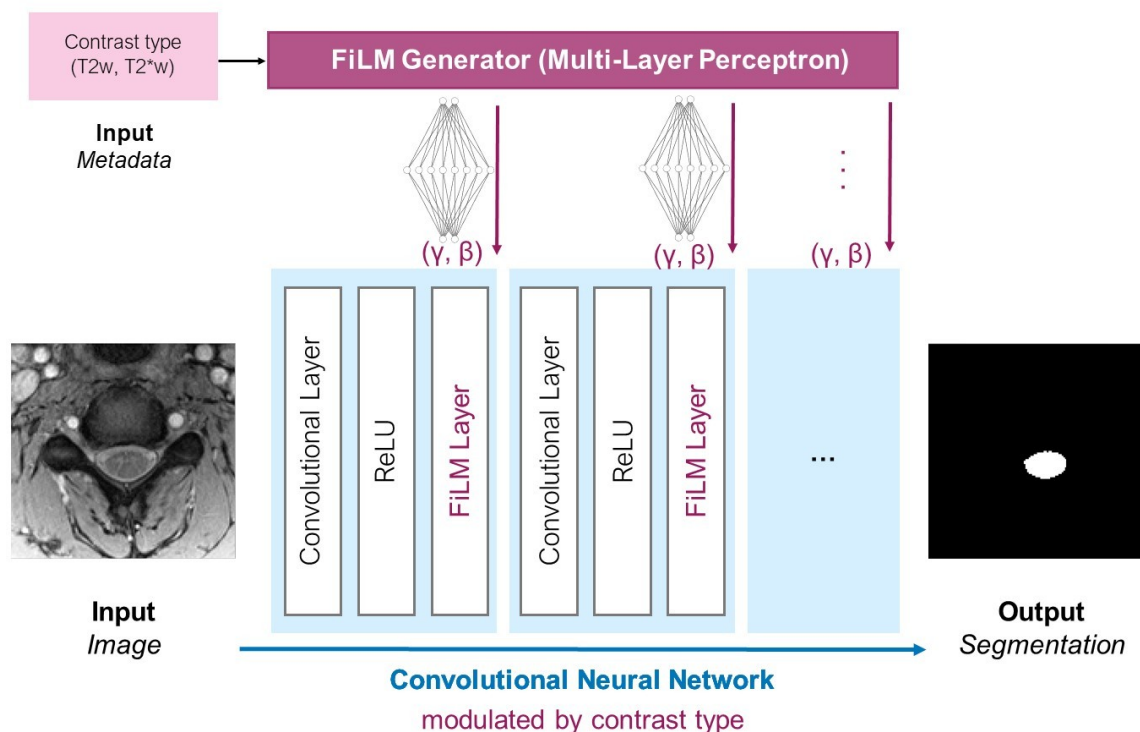 Contrast type
(T2w, T2*w)
FiLM Generator (Multi-Layer Perceptron)
Input
Metadata
(γ, β)
(γ, β)
(γ, β)
Convolutional Layer
ReLU
FiLM Layer
Convolutional Layer
ReLU
FiLM Layer
...
Input
Image
Output
Segmentation
Convolutional Neural Network
modulated by contrast type